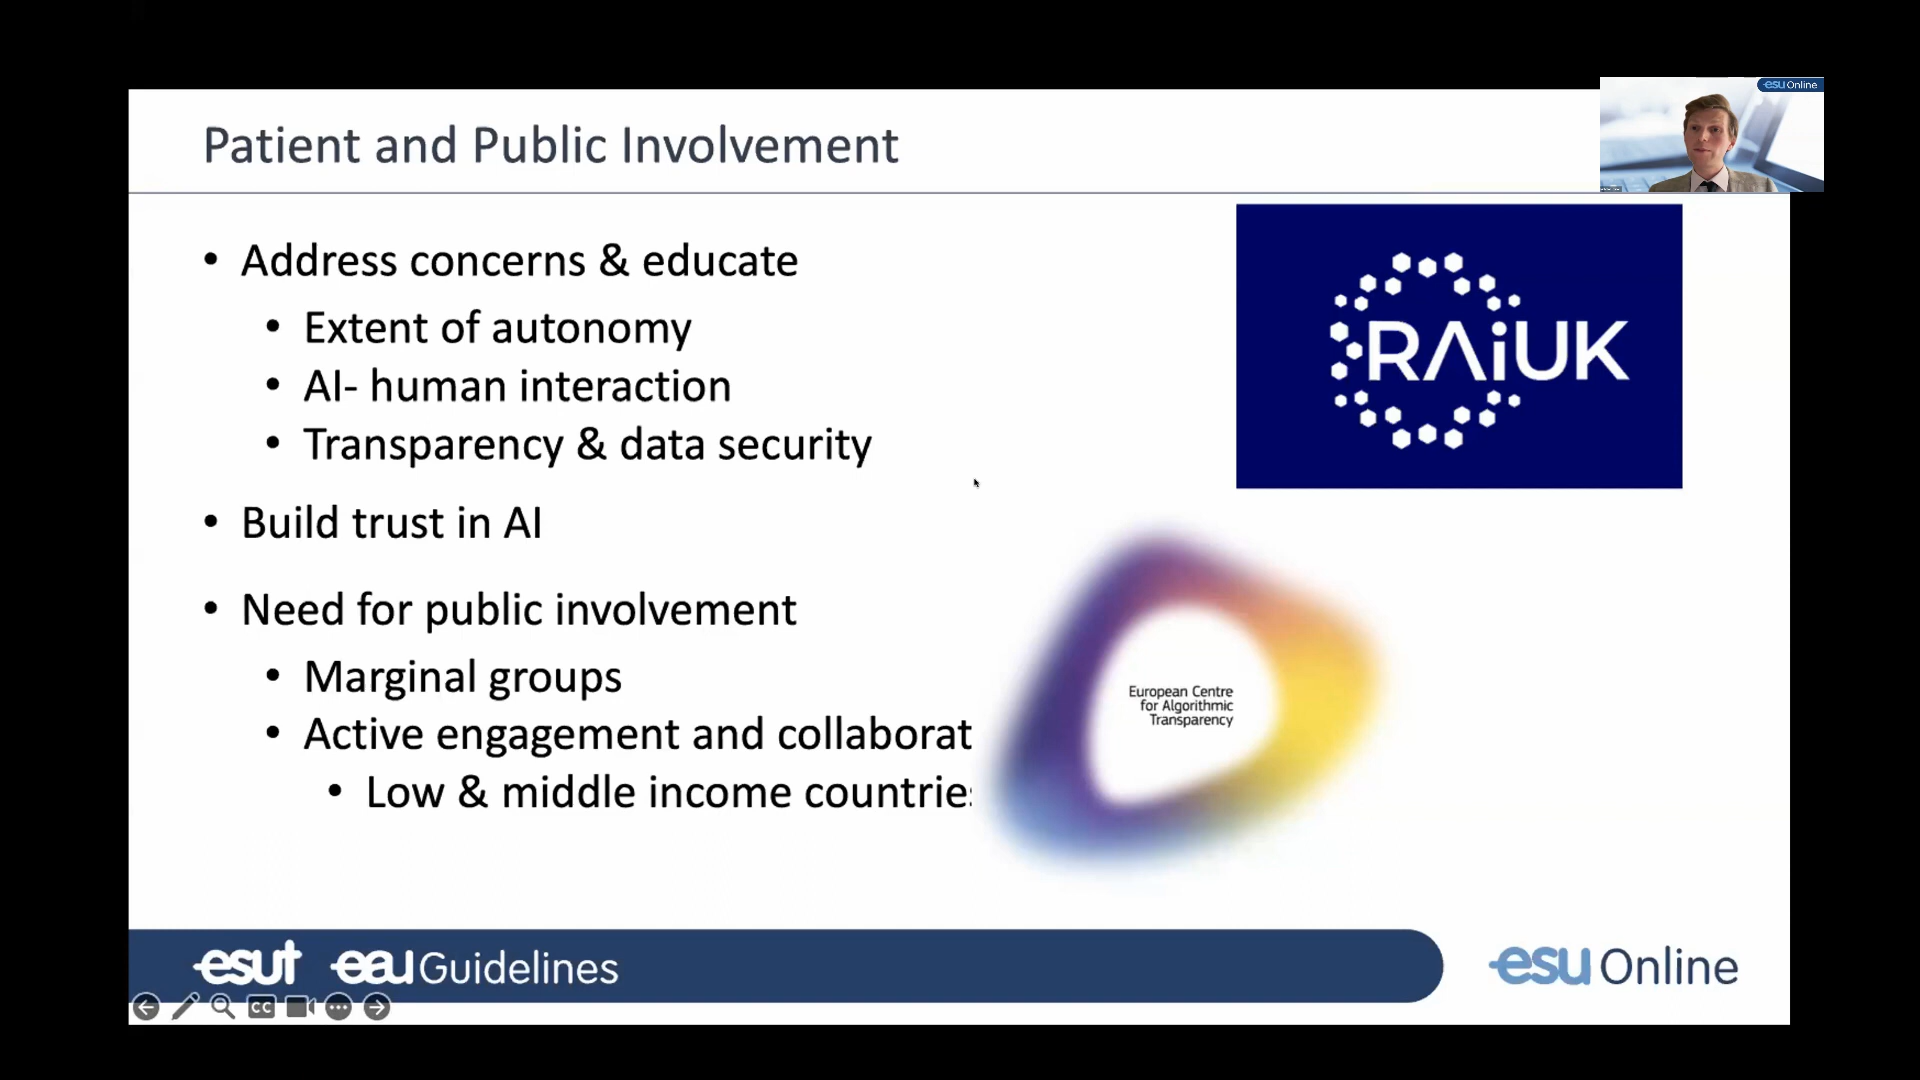 esu Online
Patient and Public Involvement
• Address concerns & educate
• Extent of autonomy
• AI- human interaction
• Transparency & data security
• Build trust in AI
• Need for public involvement
• Marginal groups
• Active engagement and collaborat
• Low & middle income countries
RAiUK
European Centre
for Algorithmic
Transparency
esut eau Guidelines
esu Online
CC